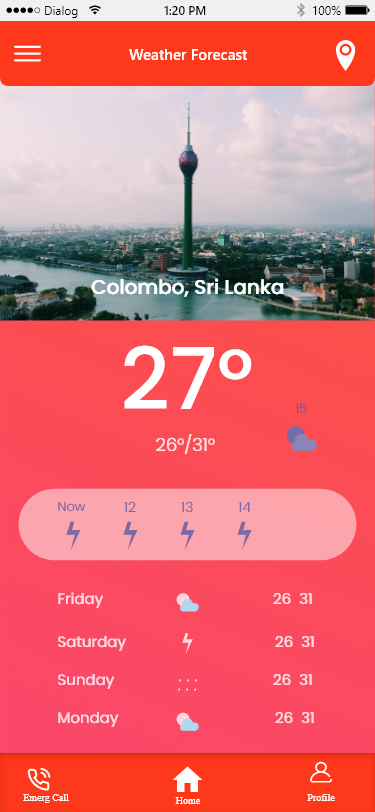 Dialog 1:20 PM 100%
Weather Forecast
Colombo, Sri Lanka
27°
15
26°/31°
Now 12 13 14
Friday 26 31
Saturday 26 31
Sunday 26 31
Monday 26 31
Emerg Call Home Profile